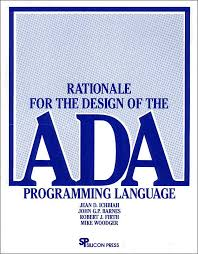 RATIONALE
FOR THE DESIGN OF THE
ADA
PROGRAMMING LANGUAGE
JEAN D. ICHBIAH
JOHN G.P. BARNES
ROBERT J. FIRTH
MIKE WOODGER
SP SILICON PRESS